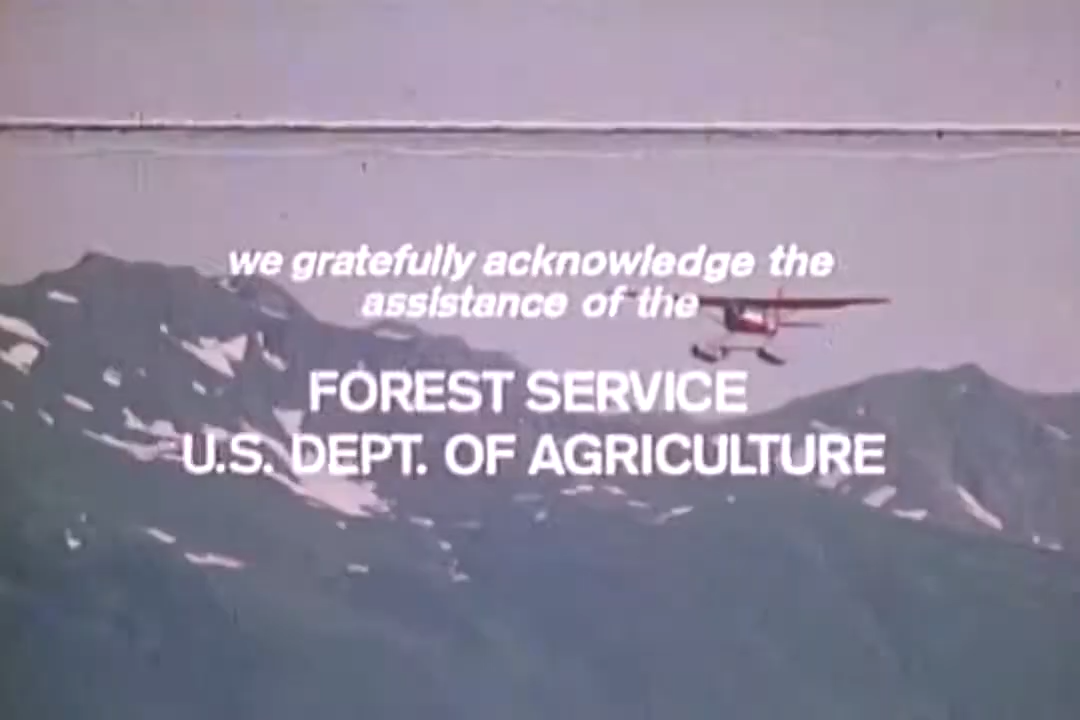 we gratefully acknowledge the
assistance of the
FOREST SERVICE
U.S. DEPT. OF AGRICULTURE